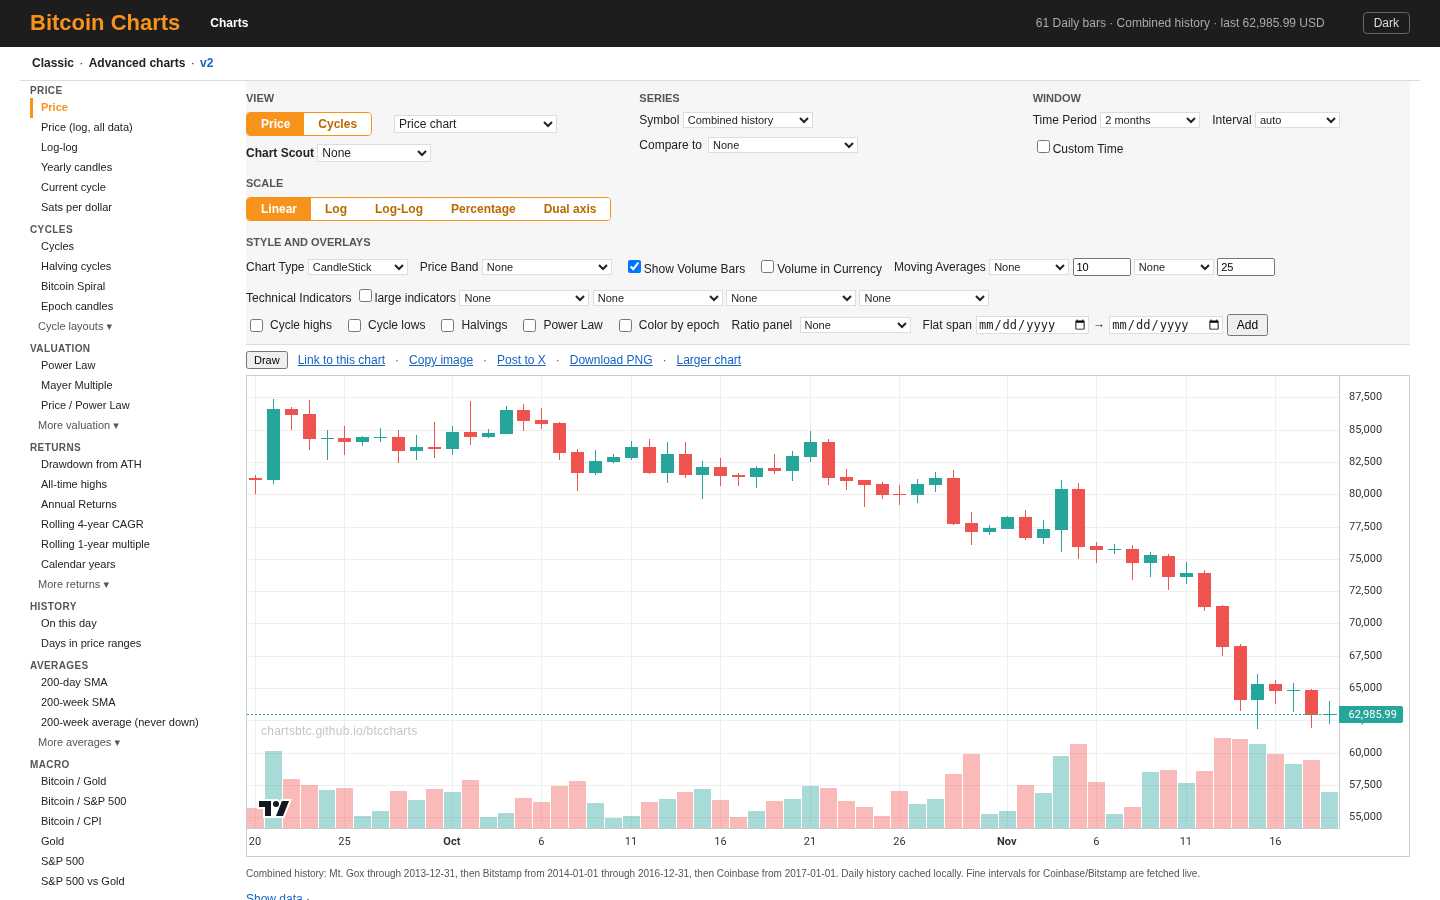 Bitcoin Charts
Charts
61 Daily bars · Combined history · last 62,985.99 USD
Dark
Classic · Advanced charts · v2
PRICE
Price
Price (log, all data)
Log-log
Yearly candles
Current cycle
Sats per dollar
CYCLES
Cycles
Halving cycles
Bitcoin Spiral
Epoch candles
Cycle layouts ▾
VALUATION
Power Law
Mayer Multiple
Price / Power Law
More valuation ▾
RETURNS
Drawdown from ATH
All-time highs
Annual Returns
Rolling 4-year CAGR
Rolling 1-year multiple
Calendar years
More returns ▾
HISTORY
On this day
Days in price ranges
AVERAGES
200-day SMA
200-week SMA
200-week average (never down)
More averages ▾
MACRO
Bitcoin / Gold
Bitcoin / S&P 500
Bitcoin / CPI
Gold
S&P 500
S&P 500 vs Gold
VIEW
Price Cycles Price chart
Chart Scout None
SERIES
Symbol Combined history
Compare to None
WINDOW
Time Period 2 months Interval auto
Custom Time
SCALE
Linear Log Log-Log Percentage Dual axis
STYLE AND OVERLAYS
Chart Type CandleStick Price Band None Show Volume Bars Volume in Currency Moving Averages None 10 None 25
Technical Indicators large indicators None None None None
Cycle highs Cycle lows Halvings Power Law Color by epoch Ratio panel None Flat span mm/dd/yyyy → mm/dd/yyyy Add
Draw Link to this chart · Copy image · Post to X · Download PNG · Larger chart
87,500
85,000
82,500
80,000
77,500
75,000
72,500
70,000
67,500
65,000
62,985.99
60,000
57,500
55,000
chartsbtc.github.io/btccharts
20 25 Oct 6 11 16 21 26 Nov 6 11 16
Combined history: Mt. Gox through 2013-12-31, then Bitstamp from 2014-01-01 through 2016-12-31, then Coinbase from 2017-01-01. Daily history cached locally. Fine intervals for Coinbase/Bitstamp are fetched live.
Show data ·